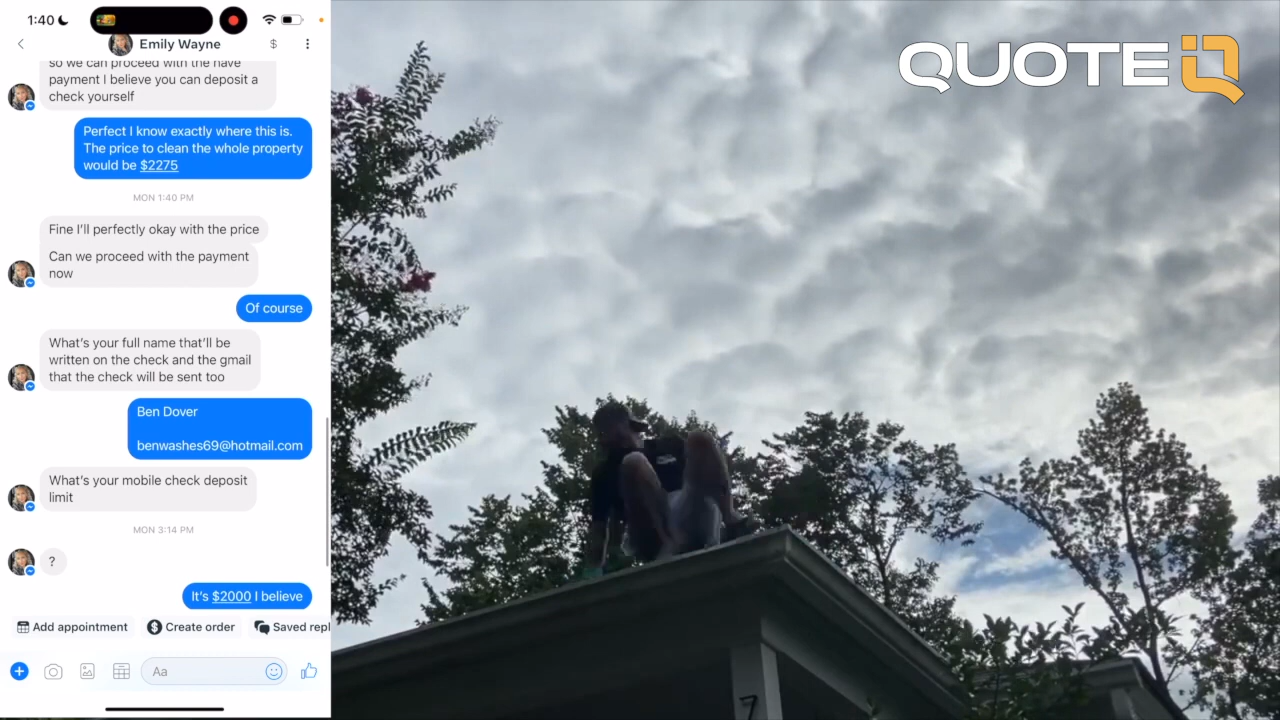 1:40
Emily Wayne
$
so we can proceed with the have
payment I believe you can deposit a
check yourself
Perfect I know exactly where this is.
The price to clean the whole property
would be $2275
MON 1:40 PM
Fine I'll perfectly okay with the price
Can we proceed with the payment
now
Of course
What's your full name that'll be
written on the check and the gmail
that the check will be sent too
Ben Dover
benwashes69@hotmail.com
What's your mobile check deposit
limit
MON 3:14 PM
?
It's $2000 I believe
Add appointment
$ Create order
Saved repl
Aa
QUOTE IQ
7